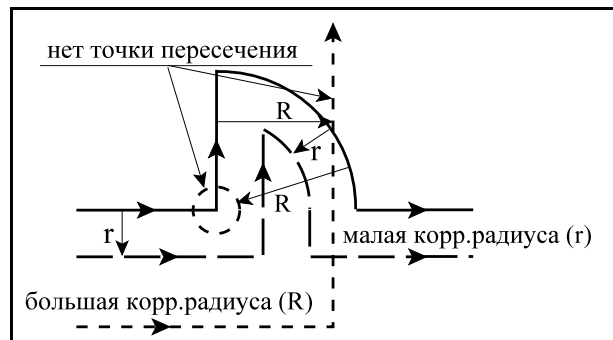 нет точки пересечения
R
r
R
r
малая корр.радиуса (r)
большая корр.радиуса (R)